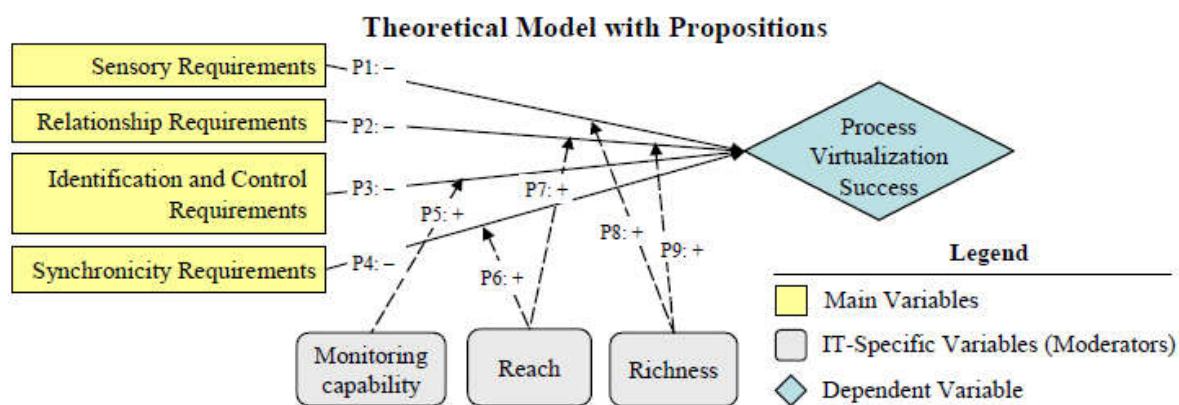 Theoretical Model with Propositions
Sensory Requirements
P1: –
Relationship Requirements
P2: –
Identification and Control
Requirements
P3: –
Synchronicity Requirements
P4: –
P5: +
P6: +
P7: +
P8: +
P9: +
Process
Virtualization
Success
Monitoring
capability
Reach
Richness
Legend
Main Variables
IT-Specific Variables (Moderators)
Dependent Variable